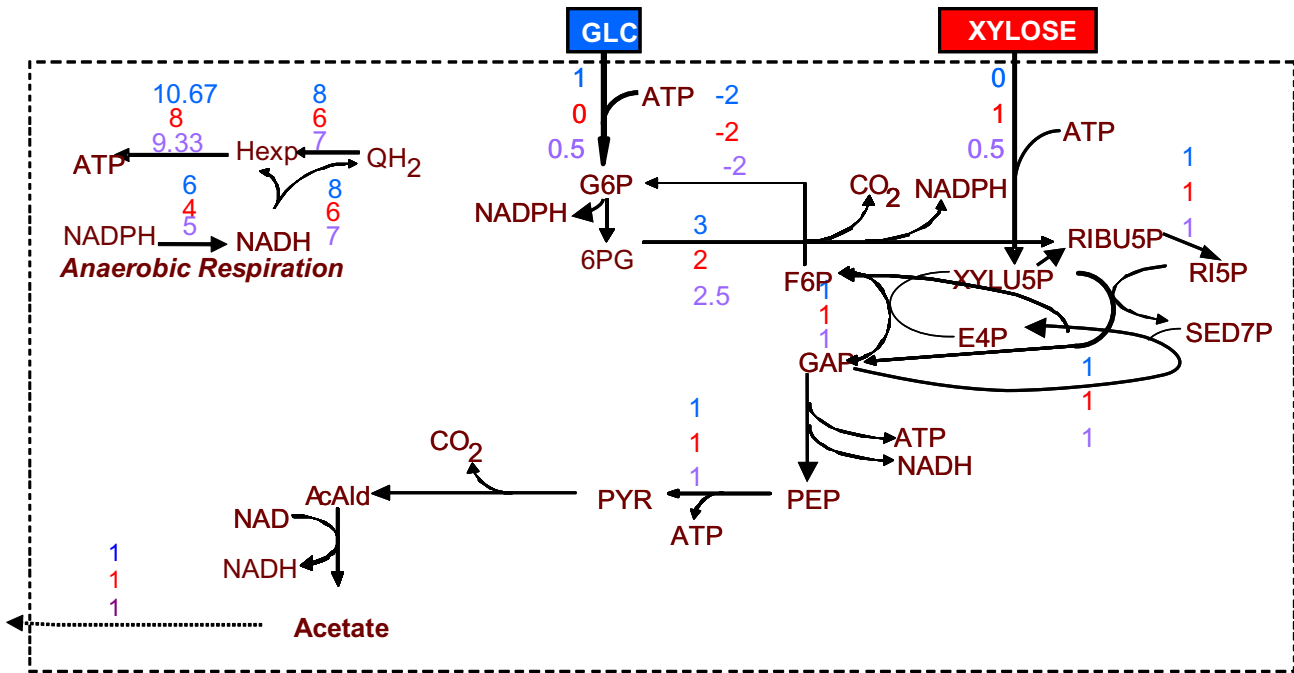 GLC
XYLOSE
10.67
8
9.33
8
6
7
ATP
Hexp
QH2
6
4
5
8
6
7
NADPH
NADH
Anaerobic Respiration
1
0
0.5
ATP
-2
-2
-2
0
1
0.5
ATP
G6P
NADPH
6PG
3
2
2.5
CO2
NADPH
1
1
1
RIBU5P
RI5P
F6P
XYLU5P
1
1
1
E4P
SED7P
GAP
1
1
1
ATP
NADH
1
1
1
CO2
AcAld
PYR
PEP
ATP
NAD
NADH
1
1
1
Acetate